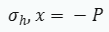 σₕ, x = − P